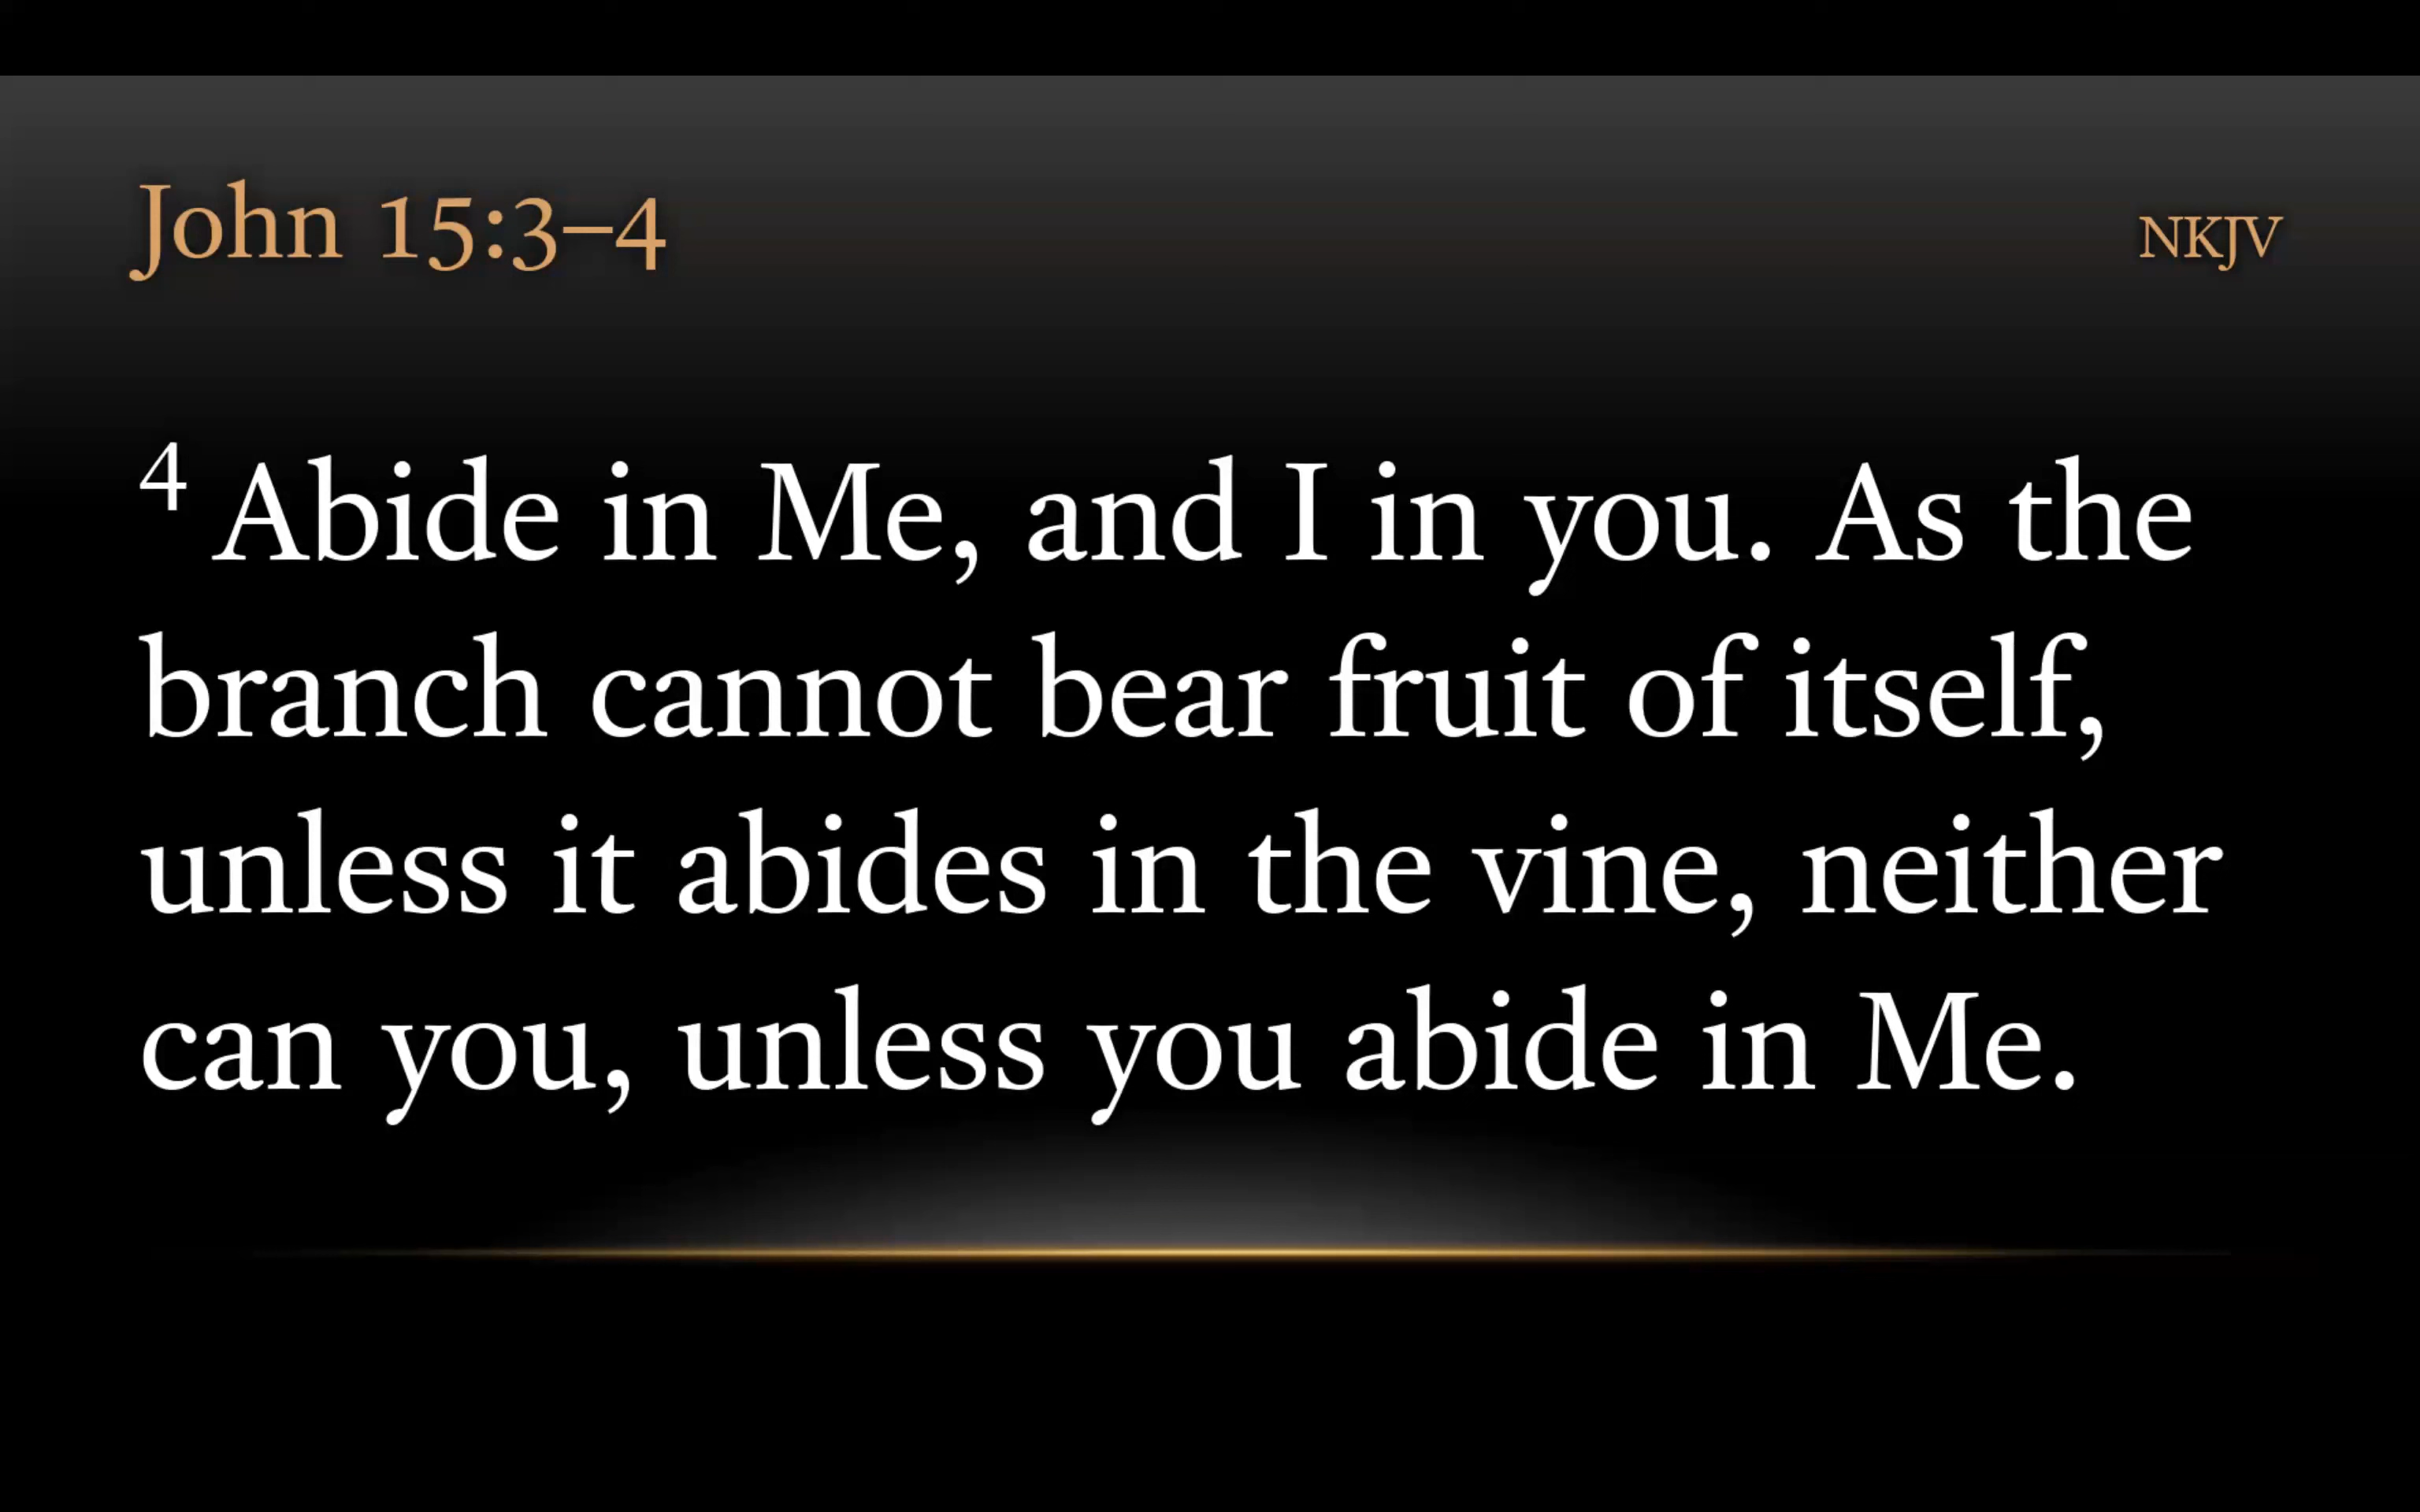 John 15:3–4
NKJV
4 Abide in Me, and I in you. As the
branch cannot bear fruit of itself,
unless it abides in the vine, neither
can you, unless you abide in Me.